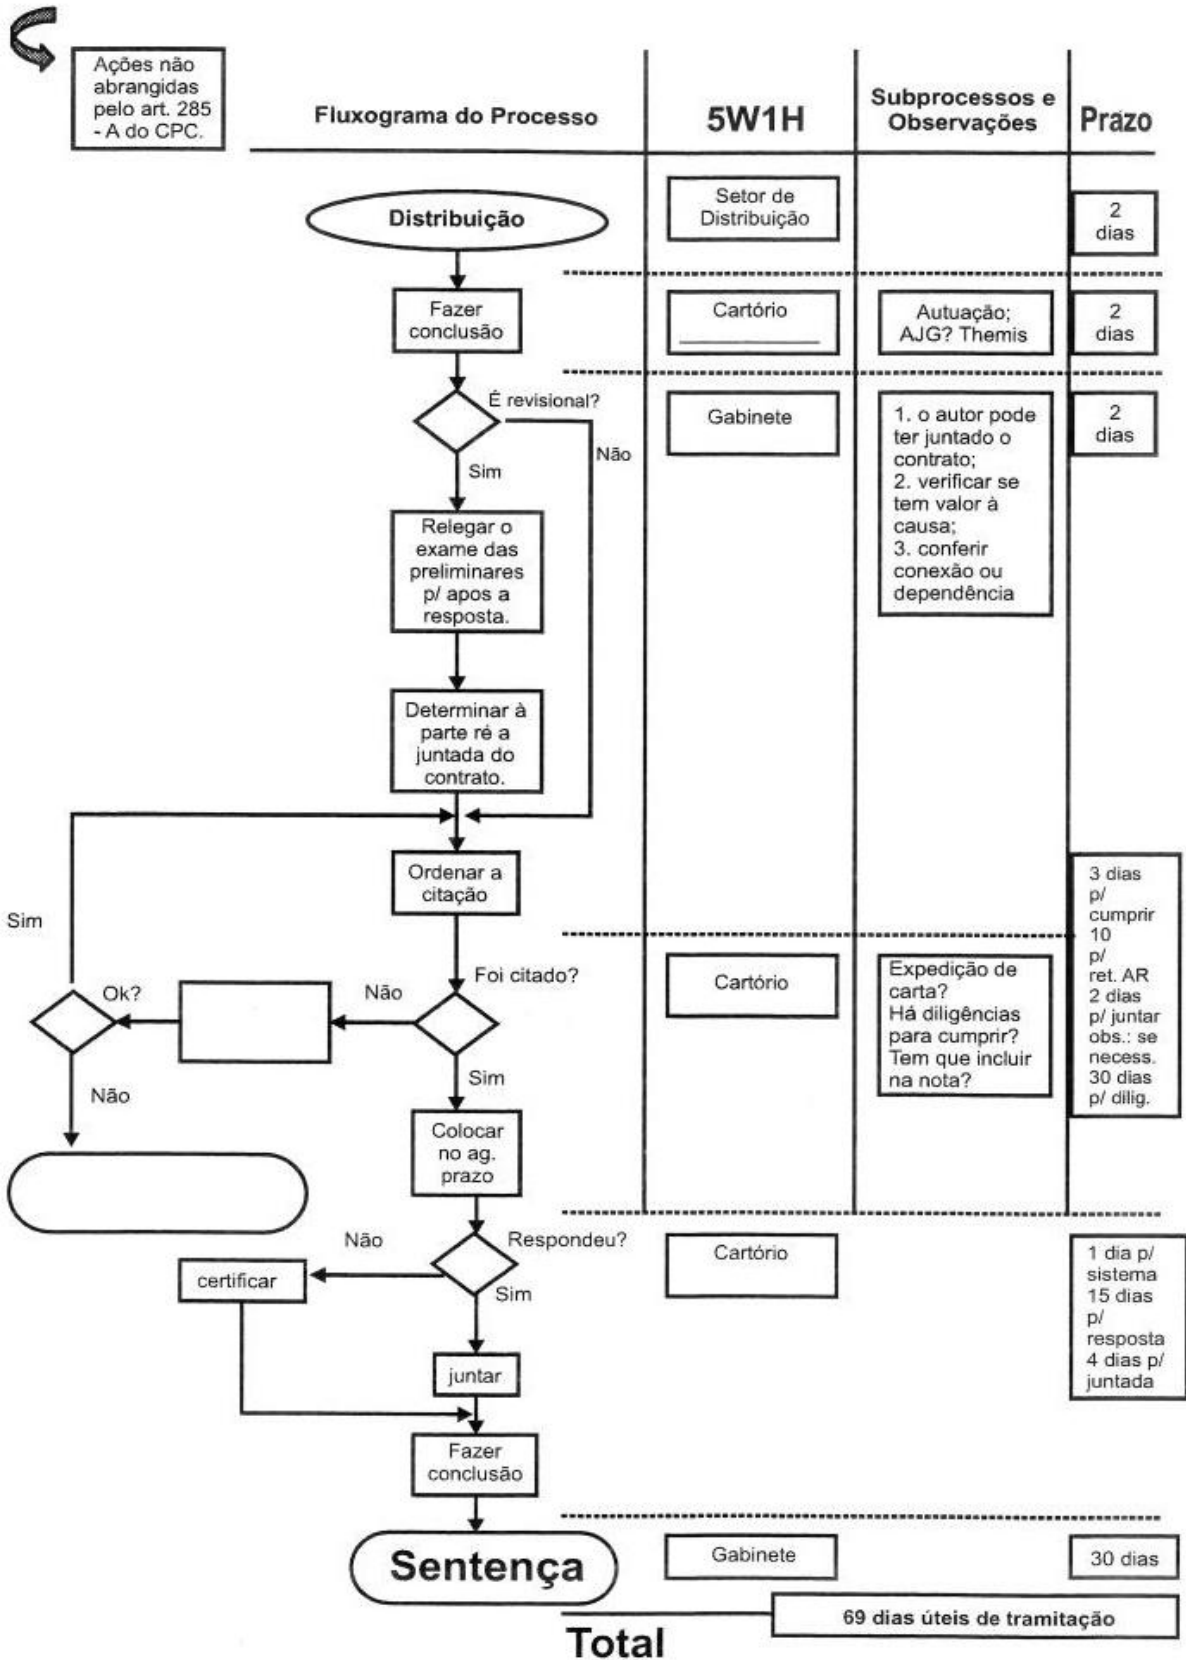 Ações não
abrangidas
pelo art. 285
- A do CPC.
Fluxograma do Processo
5W1H
Subprocessos e
Observações
Prazo
Distribuição
Setor de
Distribuição
2
dias
Fazer
conclusão
Cartório
Autuação;
AJG? Themis
2
dias
É revisional?
Não
Sim
Gabinete
1. o autor pode
ter juntado o
contrato;
2. verificar se
tem valor à
causa;
3. conferir
conexão ou
dependência
2
dias
Relegar o
exame das
preliminares
p/ apos a
resposta.
Determinar à
parte ré a
juntada do
contrato.
Ordenar a
citação
Sim
Ok?
Não
Não
Foi citado?
Sim
Cartório
Expedição de
carta?
Há diligências
para cumprir?
Tem que incluir
na nota?
3 dias
p/
cumprir
10
p/
ret. AR
2 dias
p/ juntar
obs.: se
necess.
30 dias
p/ dilig.
Colocar
no ag.
prazo
Respondeu?
Não
Sim
certificar
Cartório
1 dia p/
sistema
15 dias
p/
resposta
4 dias p/
juntada
juntar
Fazer
conclusão
Sentença
Gabinete
30 dias
69 dias úteis de tramitação
Total